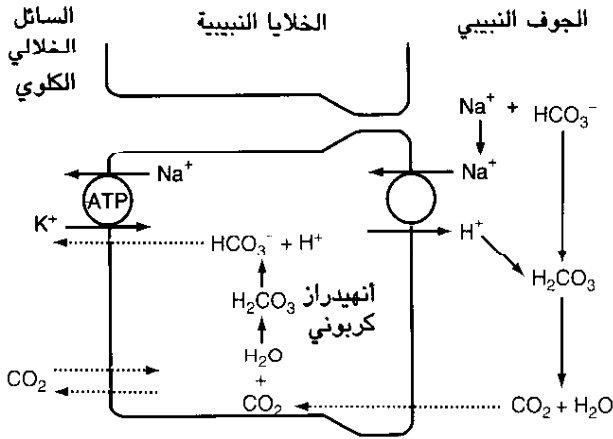 السائل الخلالي الكلوي
الخلايا النبيبية
الجوف النبيبي
Na⁺ + HCO₃⁻
Na⁺
Na⁺
ATP
K⁺
H⁺
HCO₃⁻ + H⁺
H₂CO₃
أنهيدراز كربوني
H₂CO₃
H₂O
+
CO₂
CO₂
CO₂ + H₂O